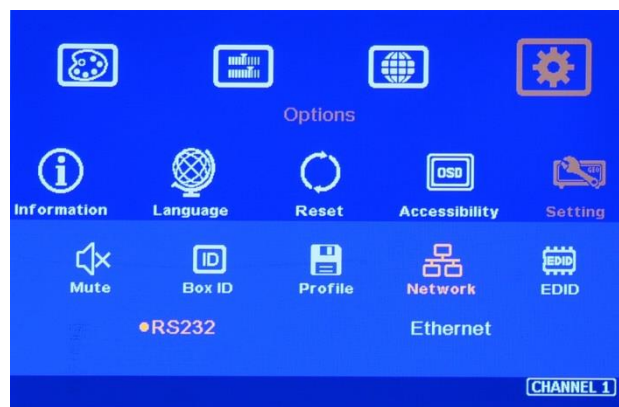 Options
Information Language Reset OSD Accessibility Setting
Mute ID Box ID Profile Network EDID EDID
RS232 Ethernet
CHANNEL 1